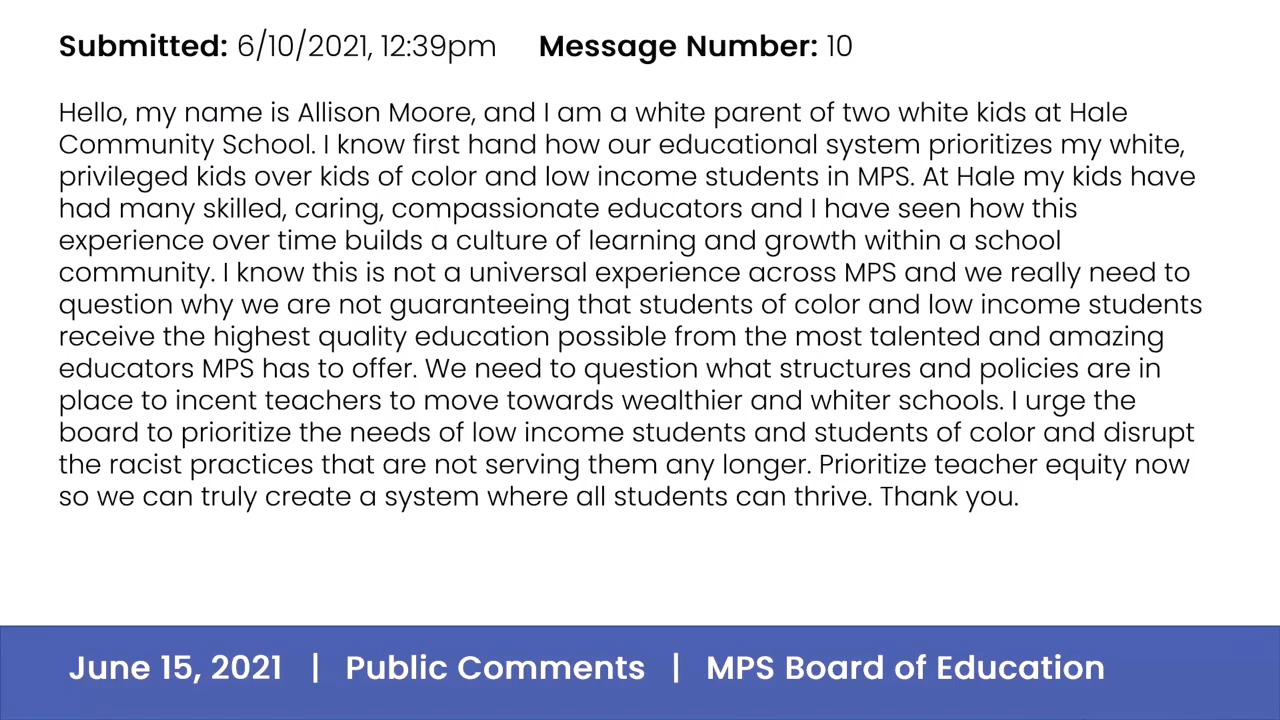 Submitted: 6/10/2021, 12:39pm Message Number: 10
Hello, my name is Allison Moore, and I am a white parent of two white kids at Hale
Community School. I know first hand how our educational system prioritizes my white,
privileged kids over kids of color and low income students in MPS. At Hale my kids have
had many skilled, caring, compassionate educators and I have seen how this
experience over time builds a culture of learning and growth within a school
community. I know this is not a universal experience across MPS and we really need to
question why we are not guaranteeing that students of color and low income students
receive the highest quality education possible from the most talented and amazing
educators MPS has to offer. We need to question what structures and policies are in
place to incent teachers to move towards wealthier and whiter schools. I urge the
board to prioritize the needs of low income students and students of color and disrupt
the racist practices that are not serving them any longer. Prioritize teacher equity now
so we can truly create a system where all students can thrive. Thank you.
June 15, 2021 | Public Comments | MPS Board of Education